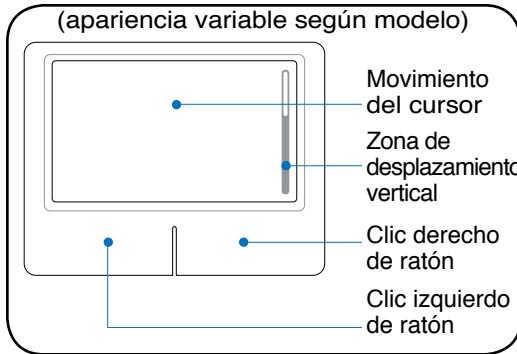 (apariencia variable según modelo)
Movimiento
del cursor
Zona de
desplazamiento
vertical
Clic derecho
de ratón
Clic izquierdo
de ratón